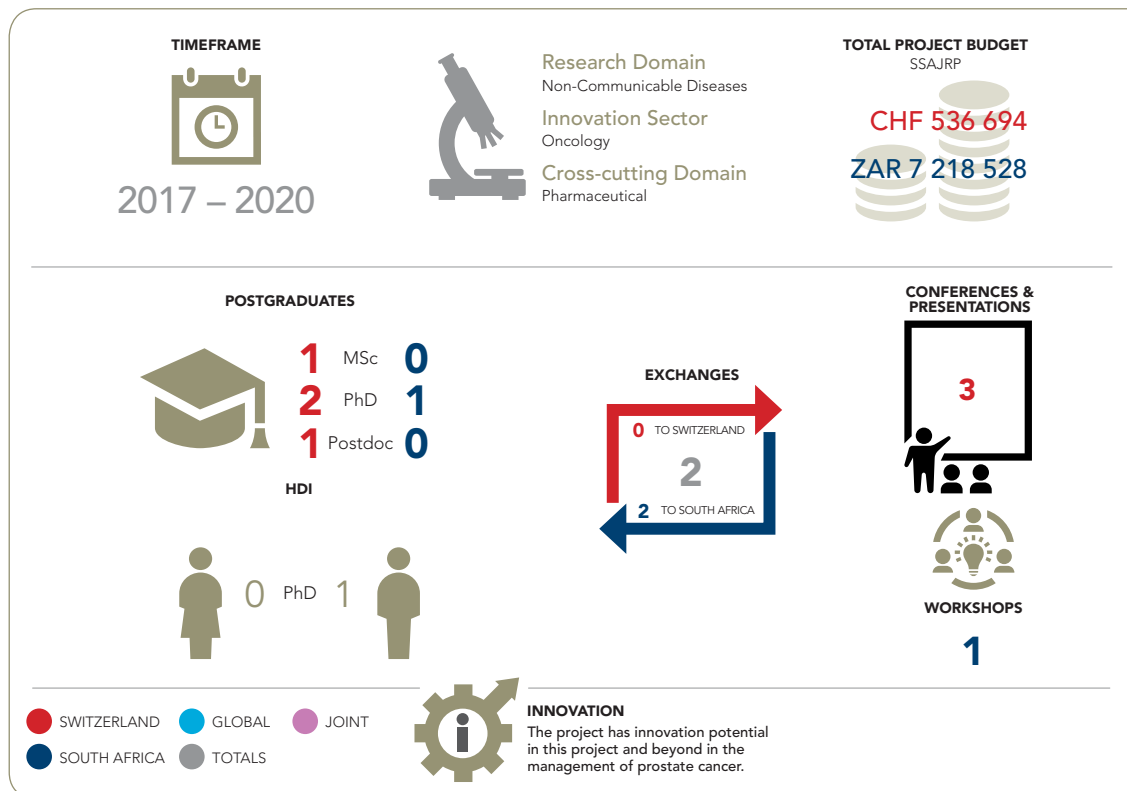 TIMEFRAME
2017 – 2020
Research Domain
Non-Communicable Diseases
Innovation Sector
Oncology
Cross-cutting Domain
Pharmaceutical
TOTAL PROJECT BUDGET
SSAJRP
CHF 536 694
ZAR 7 218 528
POSTGRADUATES
1 MSc 0
2 PhD 1
1 Postdoc 0
HDI
0 PhD 1
EXCHANGES
0 TO SWITZERLAND
2
2 TO SOUTH AFRICA
CONFERENCES &
PRESENTATIONS
3
WORKSHOPS
1
SWITZERLAND
GLOBAL
JOINT
SOUTH AFRICA
TOTALS
i
INNOVATION
The project has innovation potential
in this project and beyond in the
management of prostate cancer.